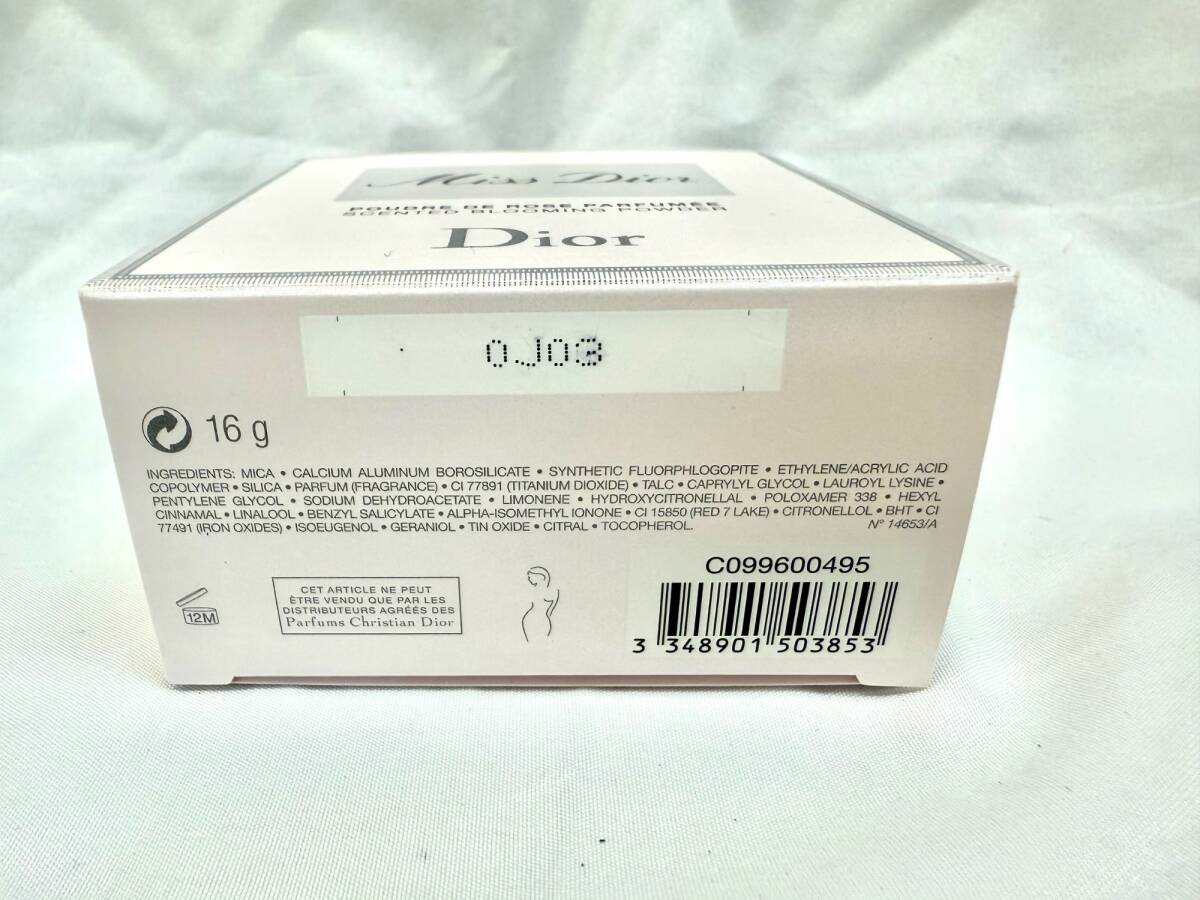 Miss Dior
POUDRE DE ROSE PARFUMÉE
SCENTED BLOOMING POWDER
Dior
16 g
INGREDIENTS: MICA • CALCIUM ALUMINUM BOROSILICATE • SYNTHETIC FLUORPHLOGOPITE • ETHYLENE/ACRYLIC ACID
COPOLYMER • SILICA • PARFUM (FRAGRANCE) • CI 77891 (TITANIUM DIOXIDE) • TALC • CAPRYLYL GLYCOL • LAUROYL LYSINE •
PENTYLENE GLYCOL • SODIUM DEHYDROACETATE • LIMONENE • HYDROXYCITRONELLAL • POLOXAMER 338 • HEXYL
CINNAMAL • LINALOOL • BENZYL SALICYLATE • ALPHA-ISOMETHYL IONONE • CI 15850 (RED 7 LAKE) • CITRONELLOL • BHT • CI
77491 (IRON OXIDES) • ISOEUGENOL • GERANIOL • TIN OXIDE • CITRAL • TOCOPHEROL. N° 14653/A
12M
CET ARTICLE NE PEUT
ÊTRE VENDU QUE PAR LES
DISTRIBUTEURS AGRÉÉS DES
Parfums Christian Dior
C099600495
3 348901 503853